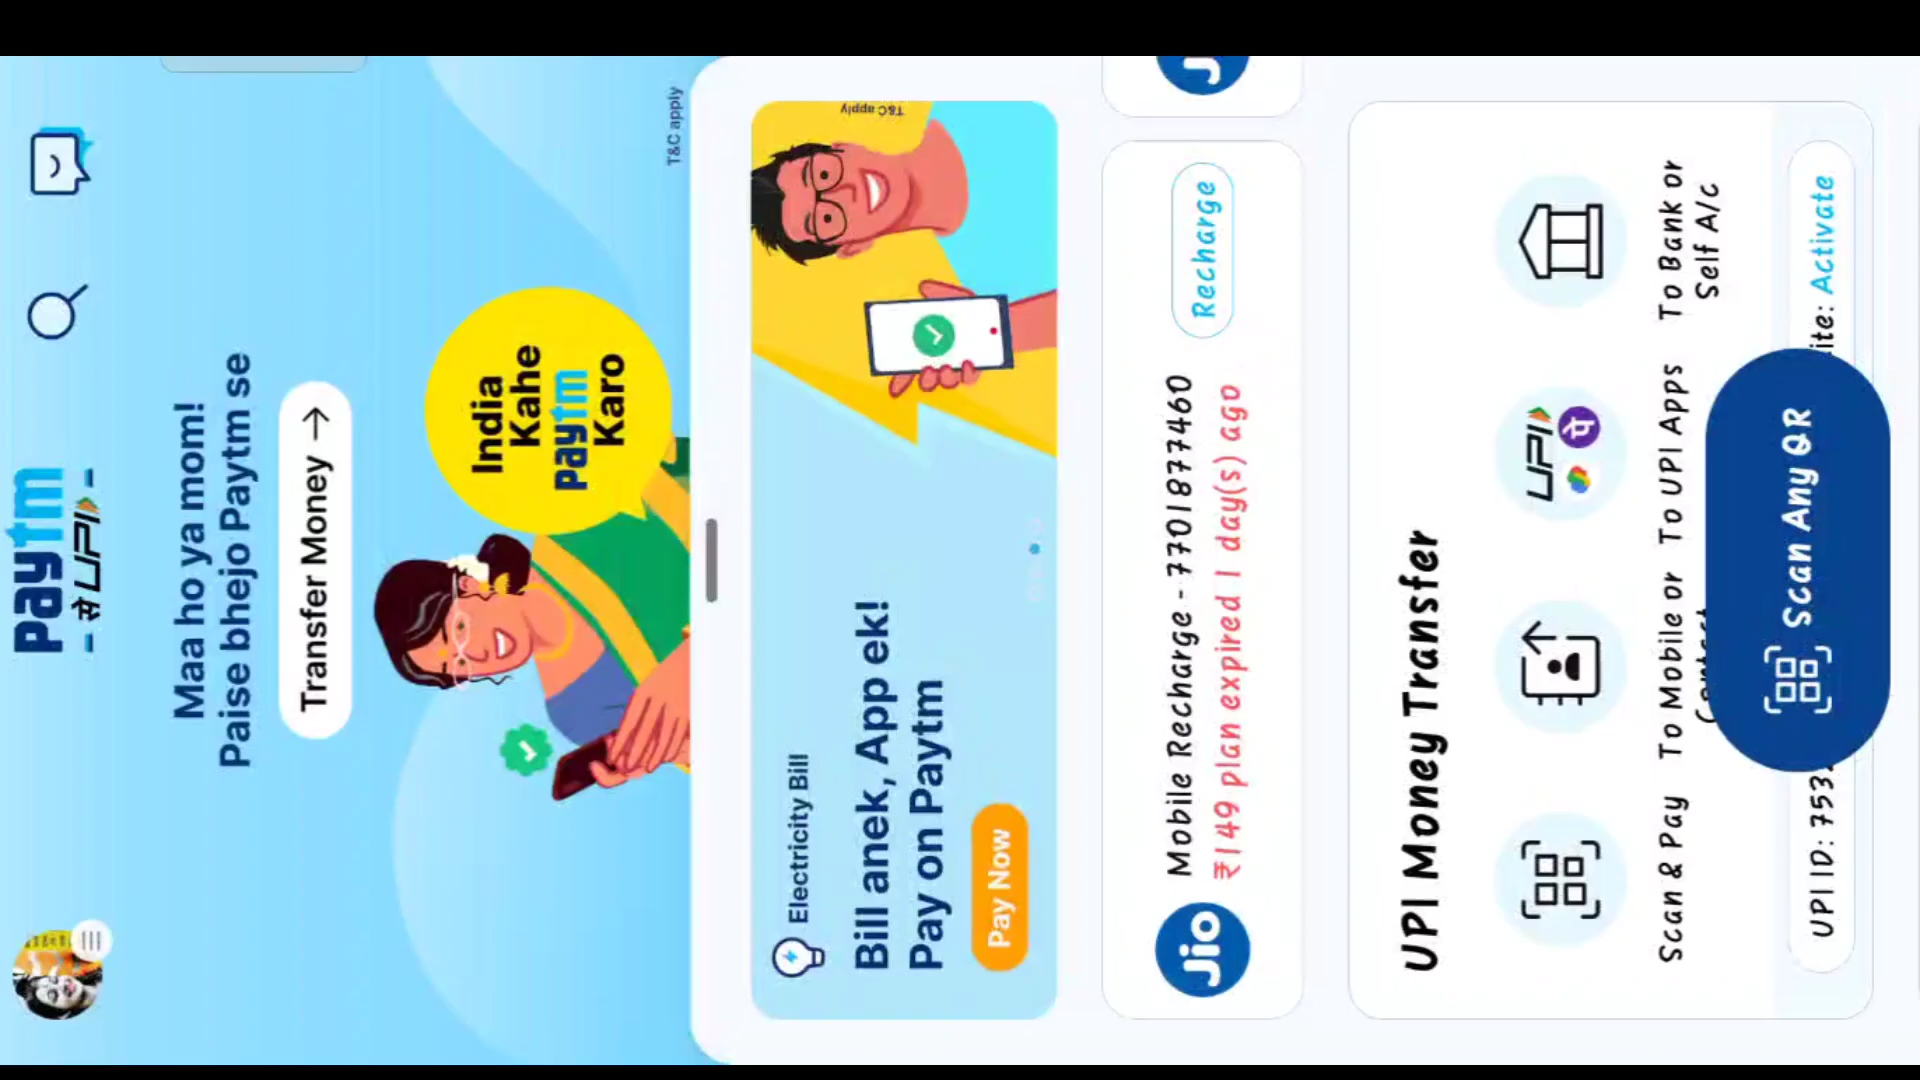 paytm
से UPI
Maa ho ya mom!
Paise bhejo Paytm se
Transfer Money →
India
Kahe
paytm
Karo
T&C apply
T&C apply
Electricity Bill
Bill anek, App ek!
Pay on Paytm
Pay Now
Jio
Mobile Recharge - 7701877460
₹149 plan expired 1 day(s) ago
Recharge
UPI Money Transfer
UPI
Scan & Pay
To Mobile or
To UPI Apps
To Bank or
Self A/c
UPI ID: 753
ite: Activate
Scan Any QR